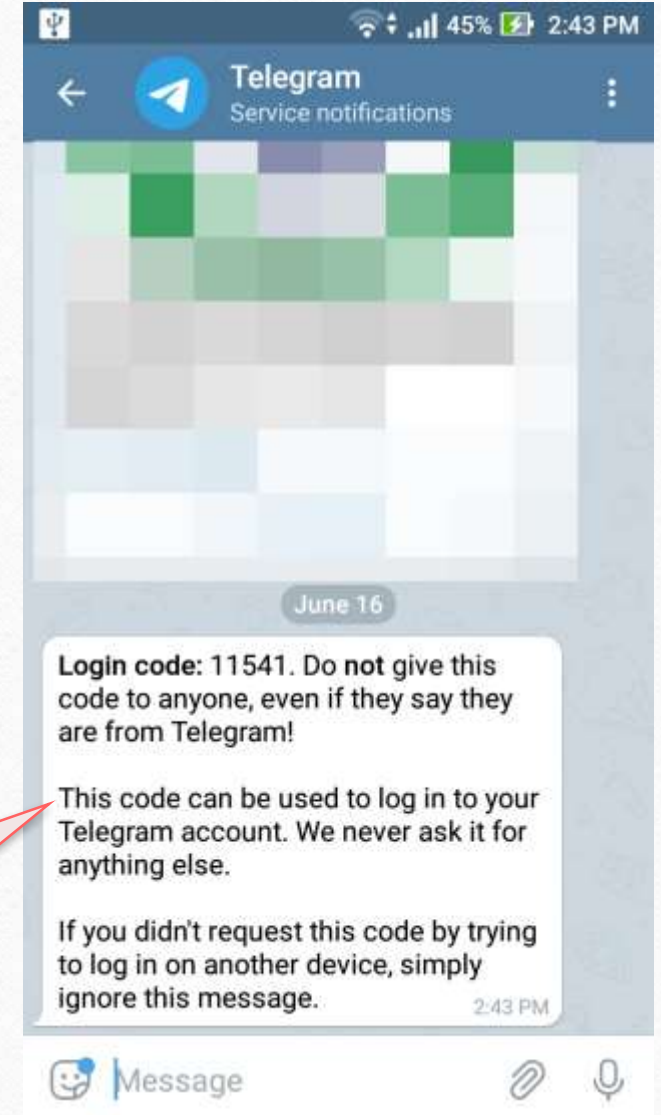 45% 2:43 PM
Telegram
Service notifications
June 16
Login code: 11541. Do not give this
code to anyone, even if they say they
are from Telegram!
This code can be used to log in to your
Telegram account. We never ask it for
anything else.
If you didn't request this code by trying
to log in on another device, simply
ignore this message.
2:43 PM
Message